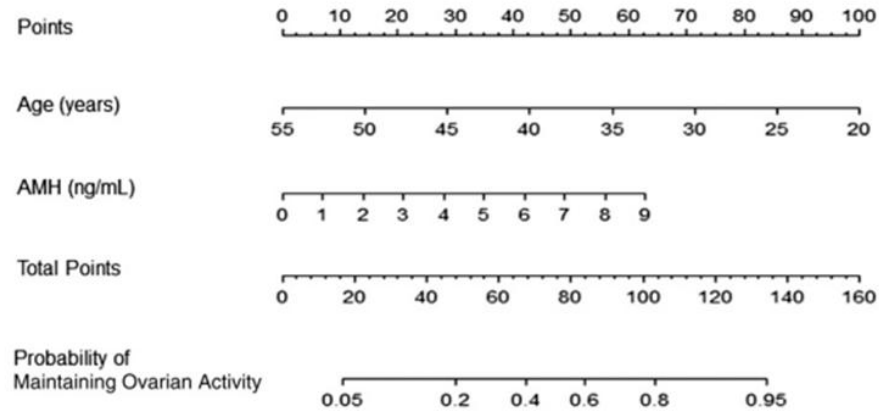 Points 0 10 20 30 40 50 60 70 80 90 100
Age (years)
55 50 45 40 35 30 25 20
AMH (ng/mL)
0 1 2 3 4 5 6 7 8 9
Total Points
0 20 40 60 80 100 120 140 160
Probability of
Maintaining Ovarian Activity
0.05 0.2 0.4 0.6 0.8 0.95